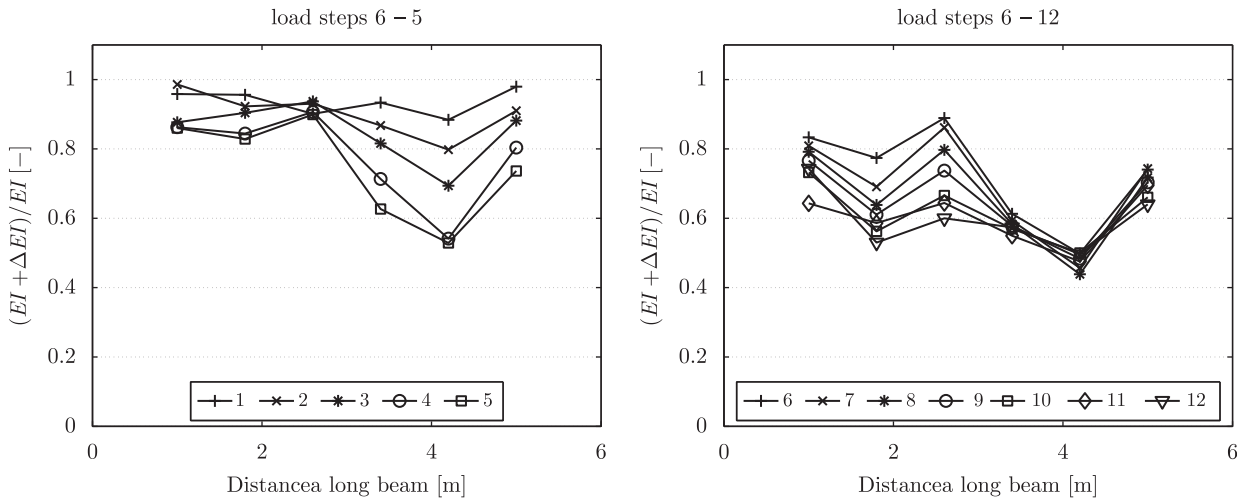 load steps 6 – 5
(EI + ΔEI)/EI [−]
1
0.8
0.6
0.4
0.2
0
0 2 4 6
1 2 3 4 5
Distancea long beam [m]
load steps 6 – 12
(EI + ΔEI)/EI [−]
1
0.8
0.6
0.4
0.2
0
0 2 4 6
6 7 8 9 10 11 12
Distancea long beam [m]